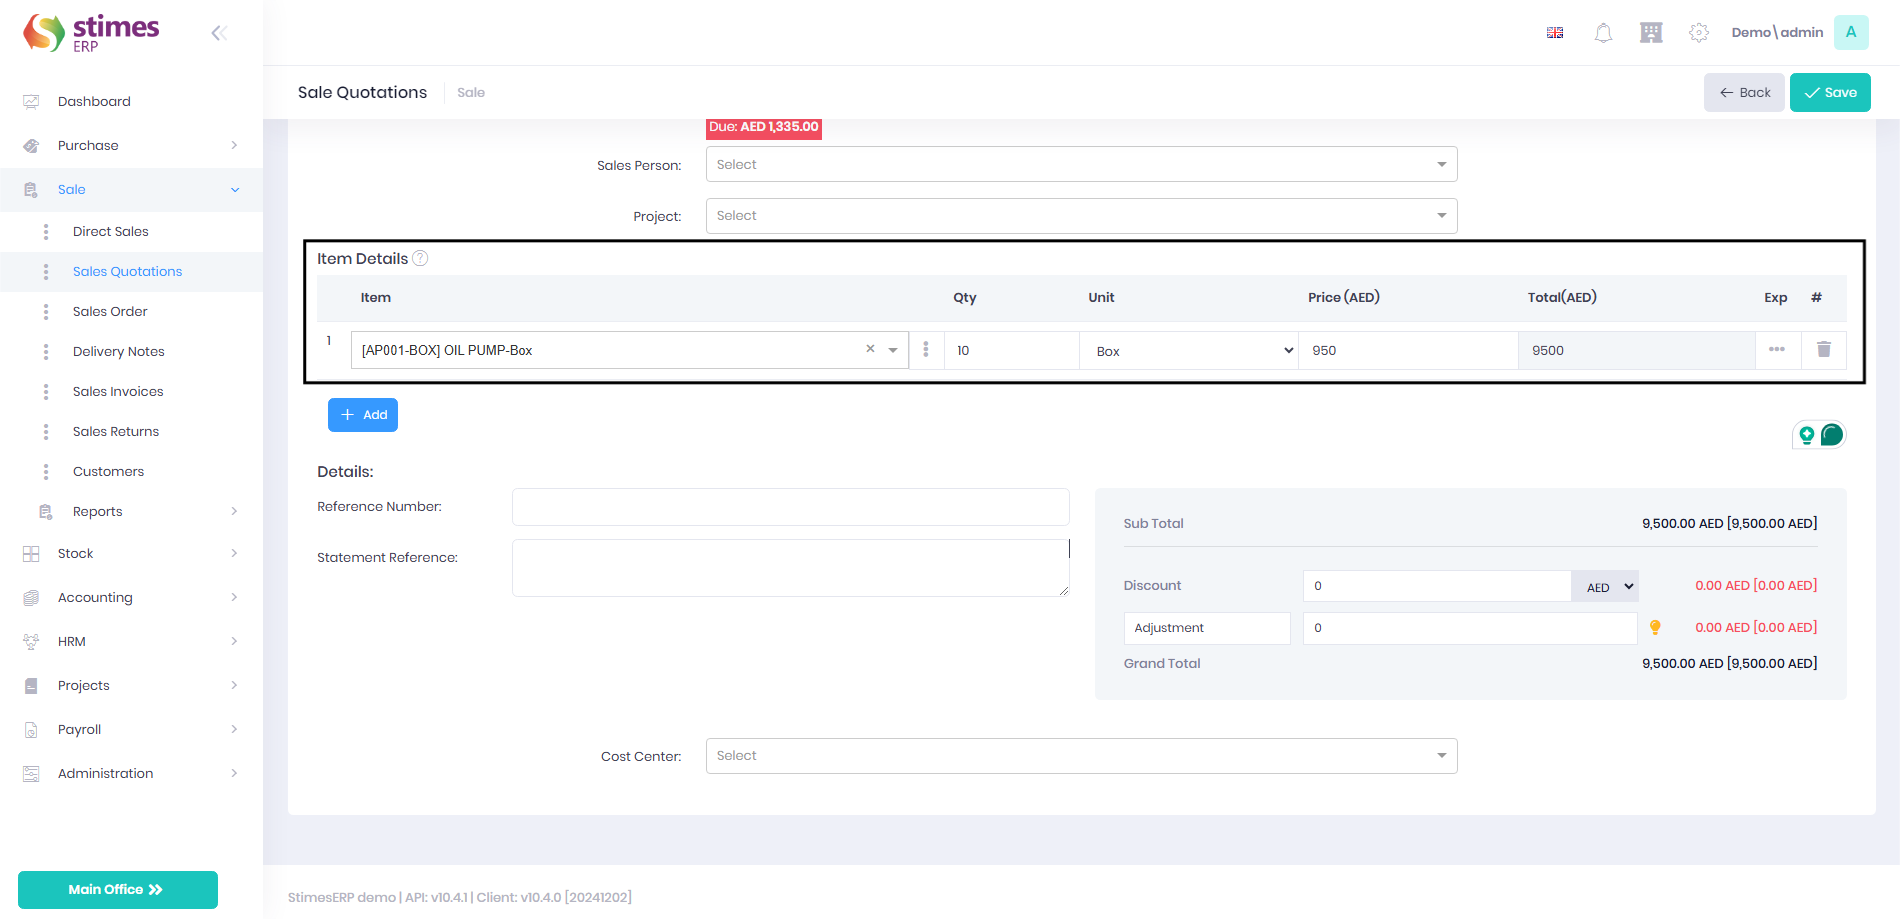 stimes
ERP
Demo\admin
A
Sale Quotations
Sale
Back
Save
Dashboard
Purchase
Sale
Direct Sales
Sales Quotations
Sales Order
Delivery Notes
Sales Invoices
Sales Returns
Customers
Reports
Stock
Accounting
HRM
Projects
Payroll
Administration
Main Office
Due: AED 1,335.00
Sales Person: Select
Project: Select
Item Details ?
Item Qty Unit Price (AED) Total(AED) Exp #
1 [AP001-BOX] OIL PUMP-Box × 10 Box 950 9500
+ Add
Details:
Reference Number:
Statement Reference:
Sub Total 9,500.00 AED [9,500.00 AED]
Discount 0 AED 0.00 AED [0.00 AED]
Adjustment 0 0.00 AED [0.00 AED]
Grand Total 9,500.00 AED [9,500.00 AED]
Cost Center: Select
StimesERP demo | API: v10.4.1 | Client: v10.4.0 [20241202]